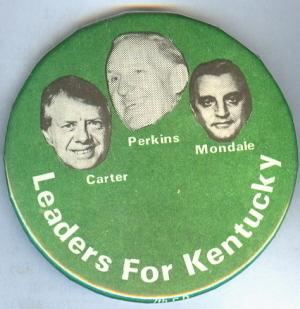 Perkins
Carter
Mondale
Leaders For Kentucky